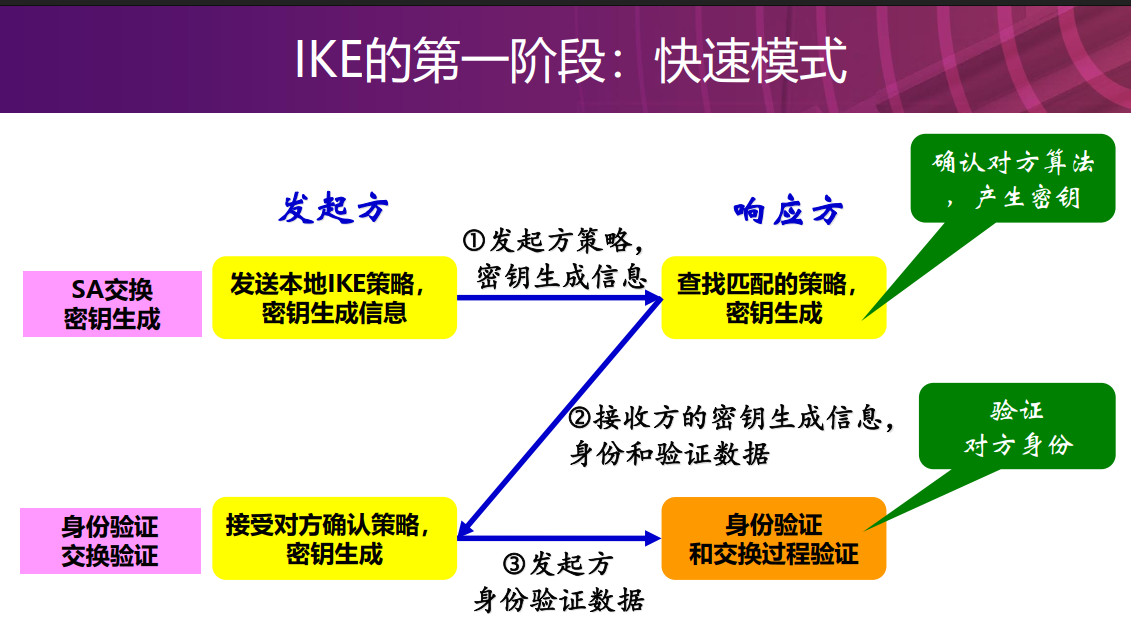 IKE的第一阶段：快速模式
确认对方算法
，产生密钥
发起方
响应方
①发起方策略，
密钥生成信息
SA交换
密钥生成
发送本地IKE策略，
密钥生成信息
查找匹配的策略，
密钥生成
②接收方的密钥生成信息，
身份和验证数据
验证
对方身份
身份验证
交换验证
接受对方确认策略，
密钥生成
身份验证
和交换过程验证
③发起方
身份验证数据